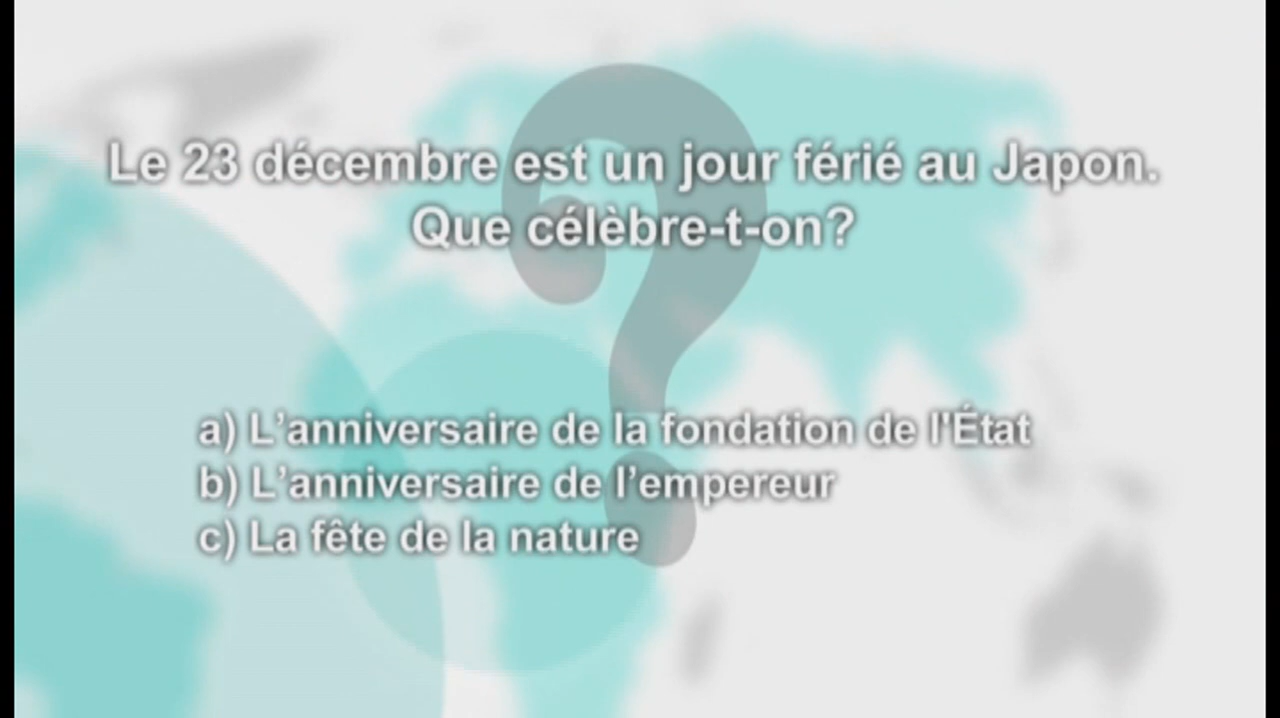 Le 23 décembre est un jour férié au Japon.
Que célèbre-t-on?
a) L’anniversaire de la fondation de l'État
b) L’anniversaire de l’empereur
c) La fête de la nature